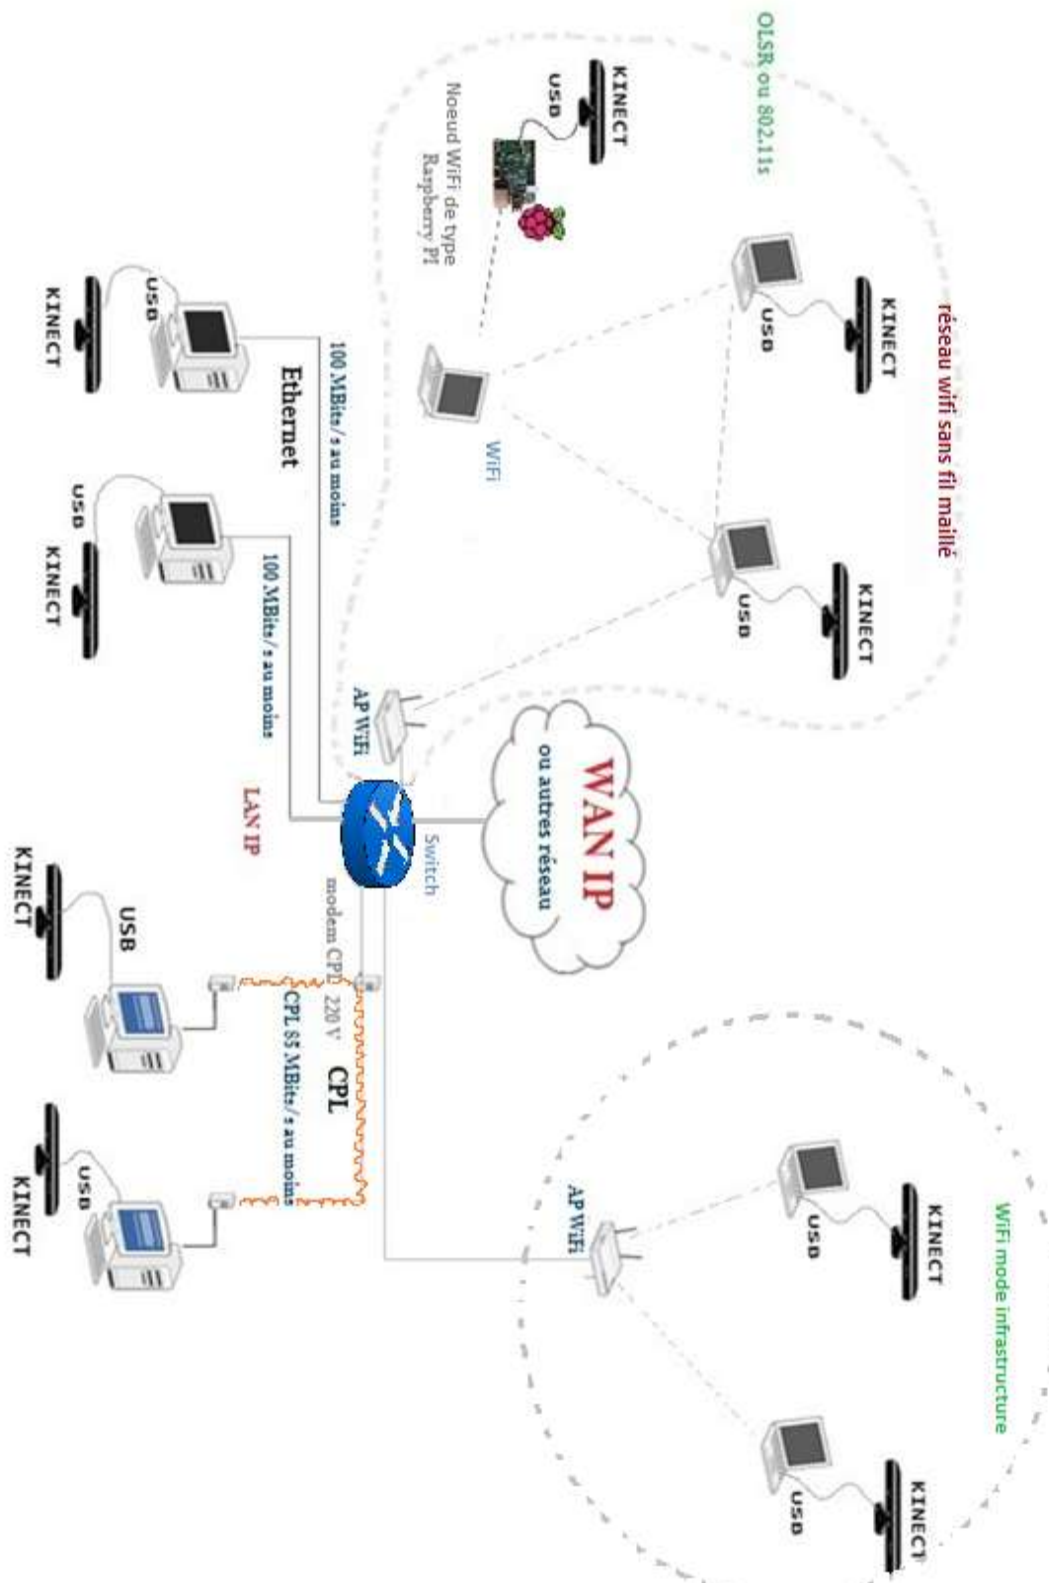 OLSR ou 802.11s
réseau wifi sans fil maillé
KINECT
USB
Noeud WiFi de type
Raspberry PI
KINECT
USB
KINECT
USB
WiFi
AP WiFi
WAN IP
ou autres réseau
Switch
WiFi mode infrastructure
KINECT
USB
KINECT
USB
AP WiFi
100 MBits/s au moins
Ethernet
100 MBits/s au moins
LAN IP
USB
KINECT
USB
KINECT
modem CPL 220 V
CPL
CPL 85 MBits/s au moins
USB
KINECT
USB
KINECT